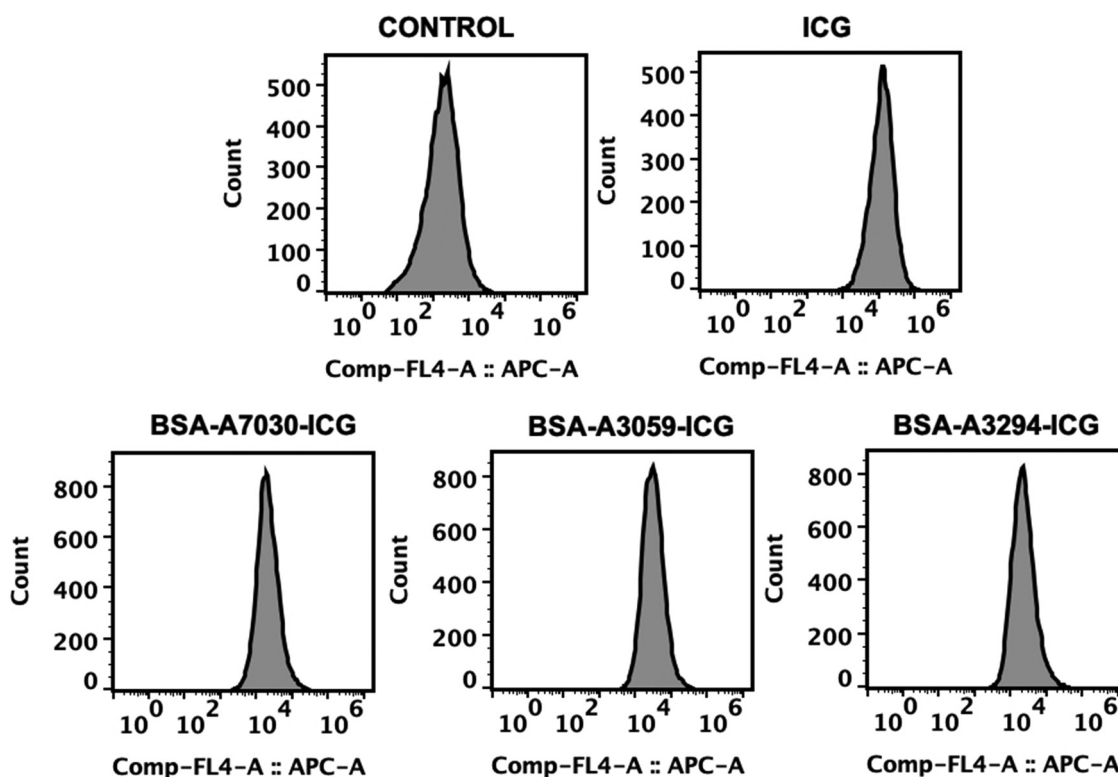 CONTROL
Count
500
400
300
200
100
0
10^0 10^2 10^4 10^6
Comp-FL4-A :: APC-A
ICG
Count
500
400
300
200
100
0
10^0 10^2 10^4 10^6
Comp-FL4-A :: APC-A
BSA-A7030-ICG
Count
800
600
400
200
0
10^0 10^2 10^4 10^6
Comp-FL4-A :: APC-A
BSA-A3059-ICG
Count
800
600
400
200
0
10^0 10^2 10^4 10^6
Comp-FL4-A :: APC-A
BSA-A3294-ICG
Count
800
600
400
200
0
10^0 10^2 10^4 10^6
Comp-FL4-A :: APC-A